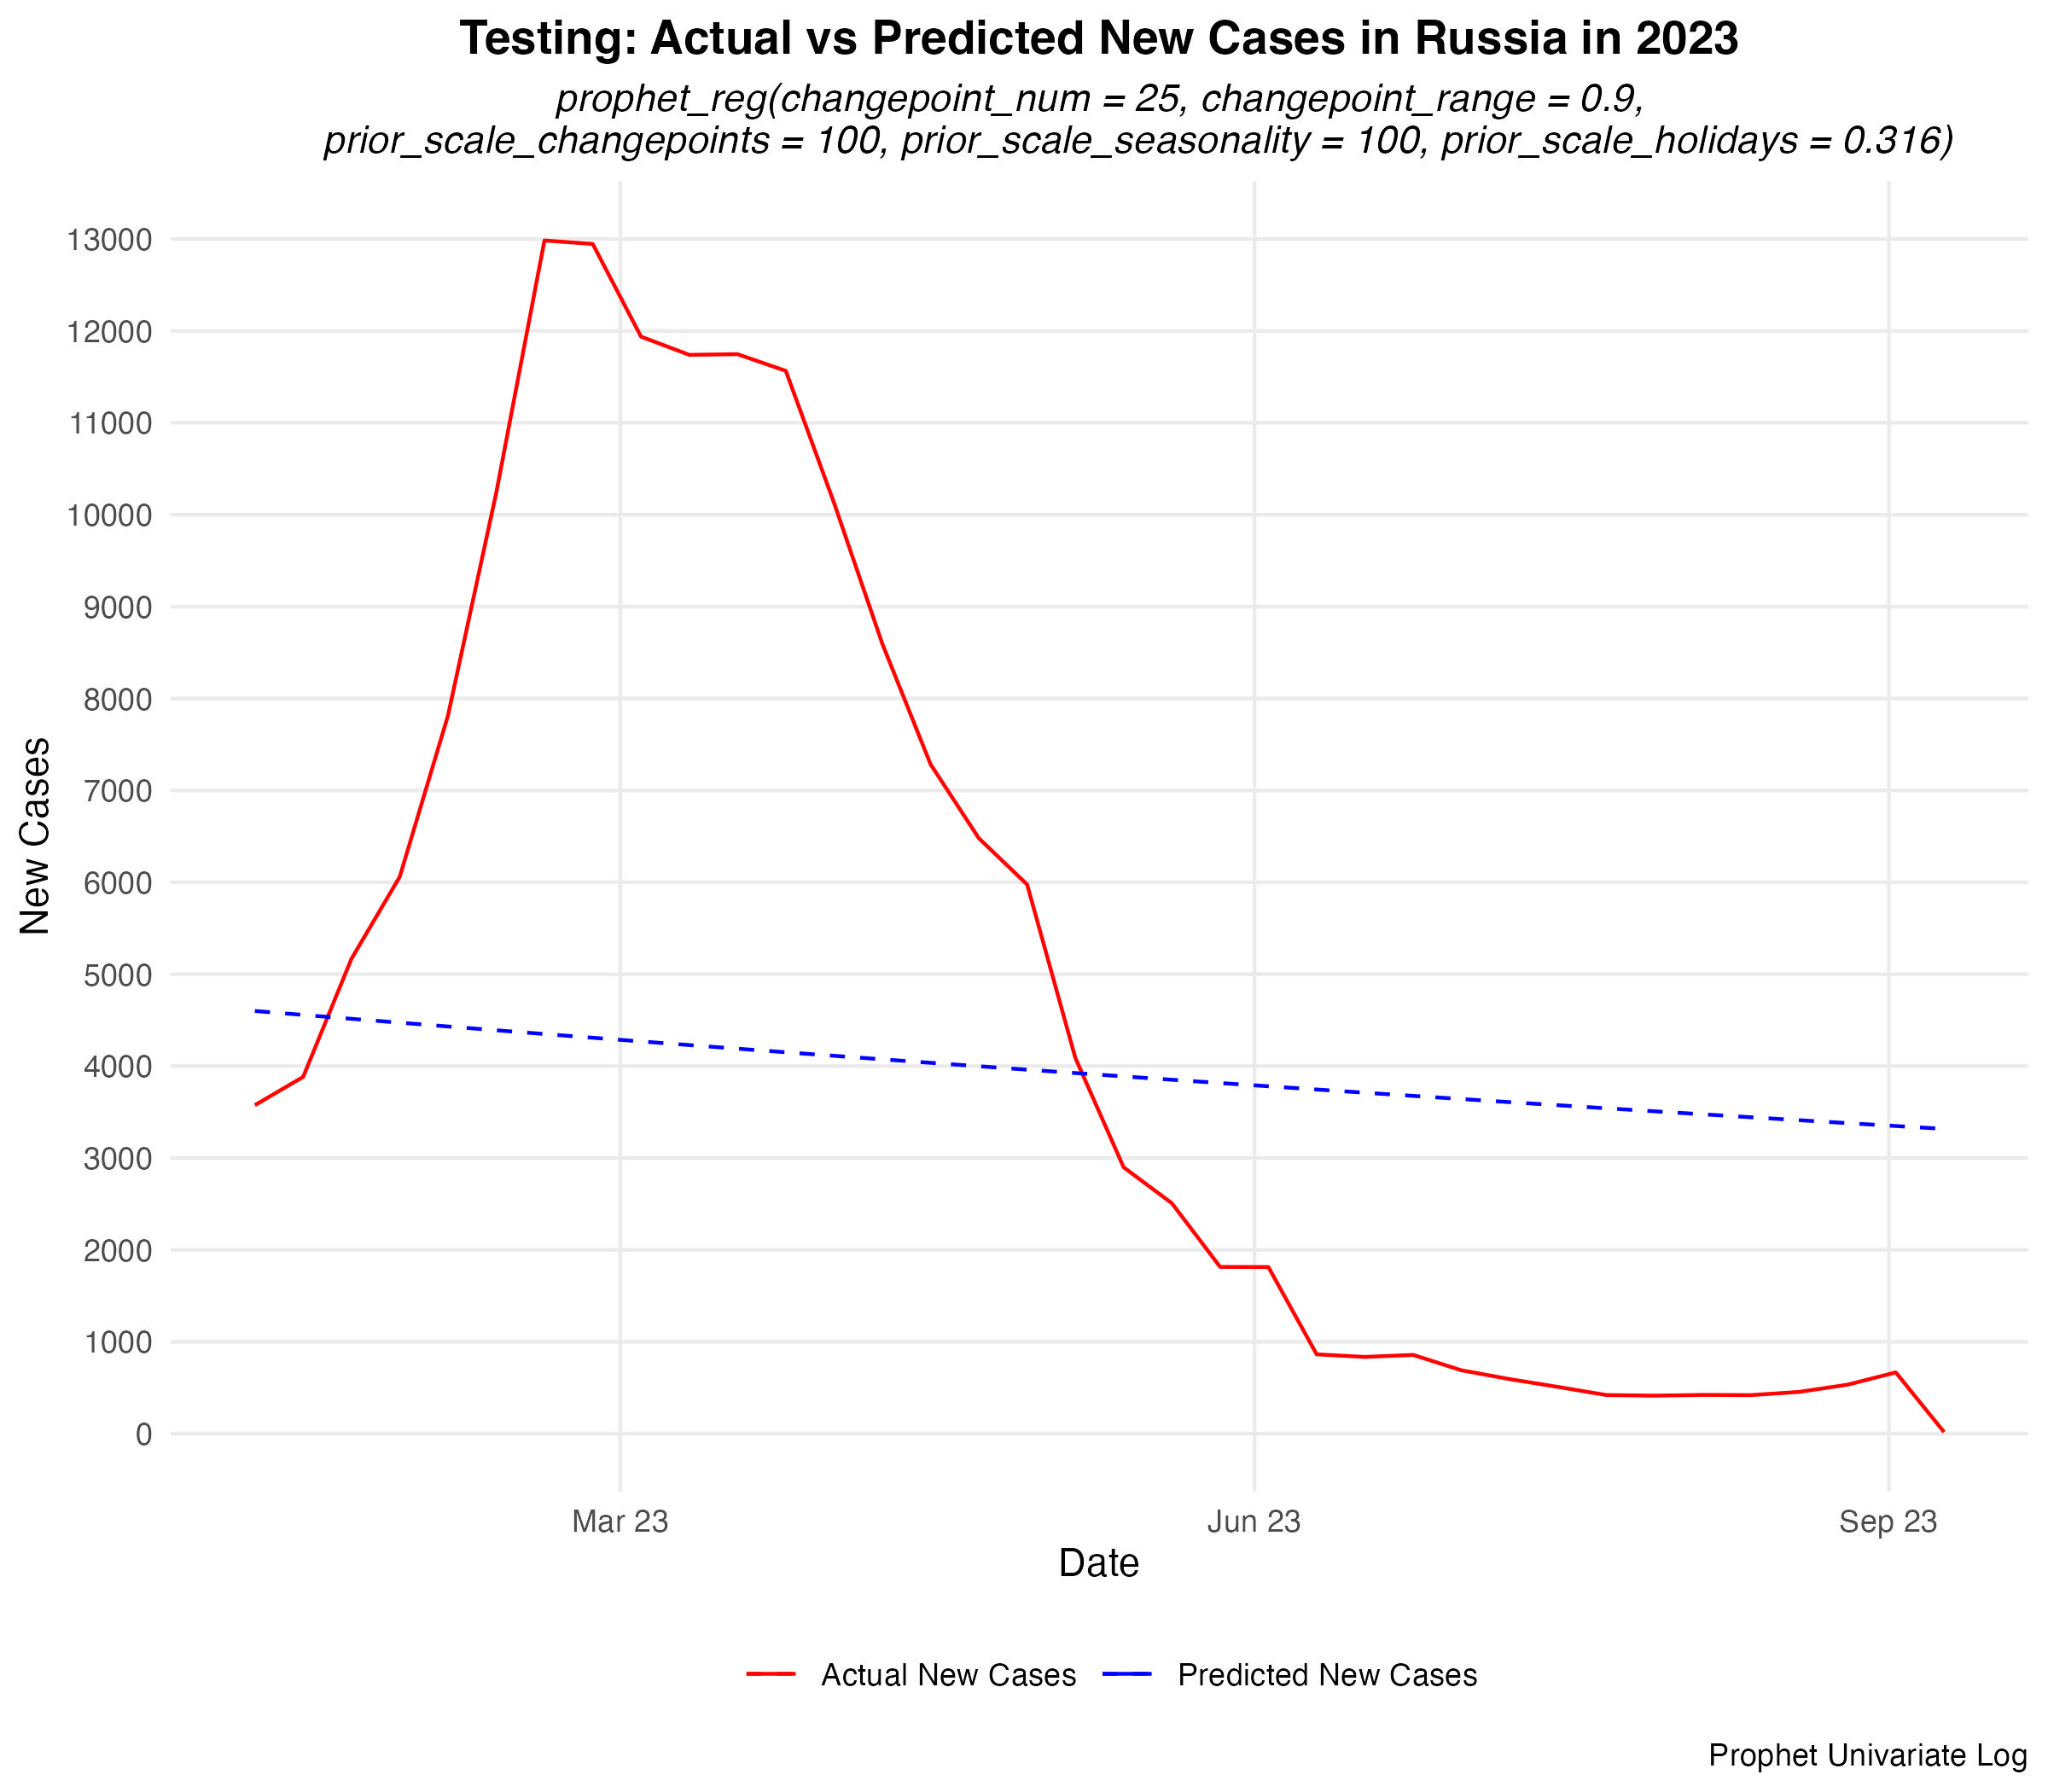 Testing: Actual vs Predicted New Cases in Russia in 2023
prophet_reg(changepoint_num = 25, changepoint_range = 0.9,
prior_scale_changepoints = 100, prior_scale_seasonality = 100, prior_scale_holidays = 0.316)
New Cases
13000
12000
11000
10000
9000
8000
7000
6000
5000
4000
3000
2000
1000
0
Mar 23 Jun 23 Sep 23
Date
Actual New Cases Predicted New Cases
Prophet Univariate Log